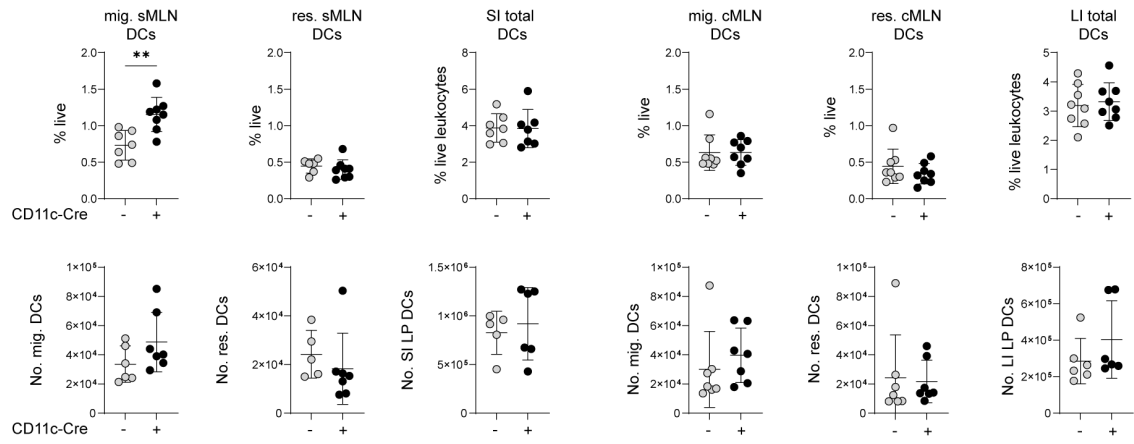 mig. sMLN
DCs
res. sMLN
DCs
SI total
DCs
mig. cMLN
DCs
res. cMLN
DCs
LI total
DCs
% live
2.0
1.5
1.0
0.5
0.0
**
% live
2.0
1.5
1.0
0.5
0.0
% live leukocytes
8
6
4
2
0
% live
2.0
1.5
1.0
0.5
0.0
% live
2.0
1.5
1.0
0.5
0.0
% live leukocytes
5
4
3
2
1
0
CD11c-Cre
- +
- +
- +
- +
- +
- +
No. mig. DCs
1×10⁵
8×10⁴
6×10⁴
4×10⁴
2×10⁴
0
No. res. DCs
6×10⁴
4×10⁴
2×10⁴
0
No. SI LP DCs
1.5×10⁶
1.0×10⁶
5.0×10⁵
0
No. mig. DCs
1×10⁵
8×10⁴
6×10⁴
4×10⁴
2×10⁴
0
No. res. DCs
1×10⁵
8×10⁴
6×10⁴
4×10⁴
2×10⁴
0
No. LI LP DCs
8×10⁵
6×10⁵
4×10⁵
2×10⁵
0
CD11c-Cre
- +
- +
- +
- +
- +
- +